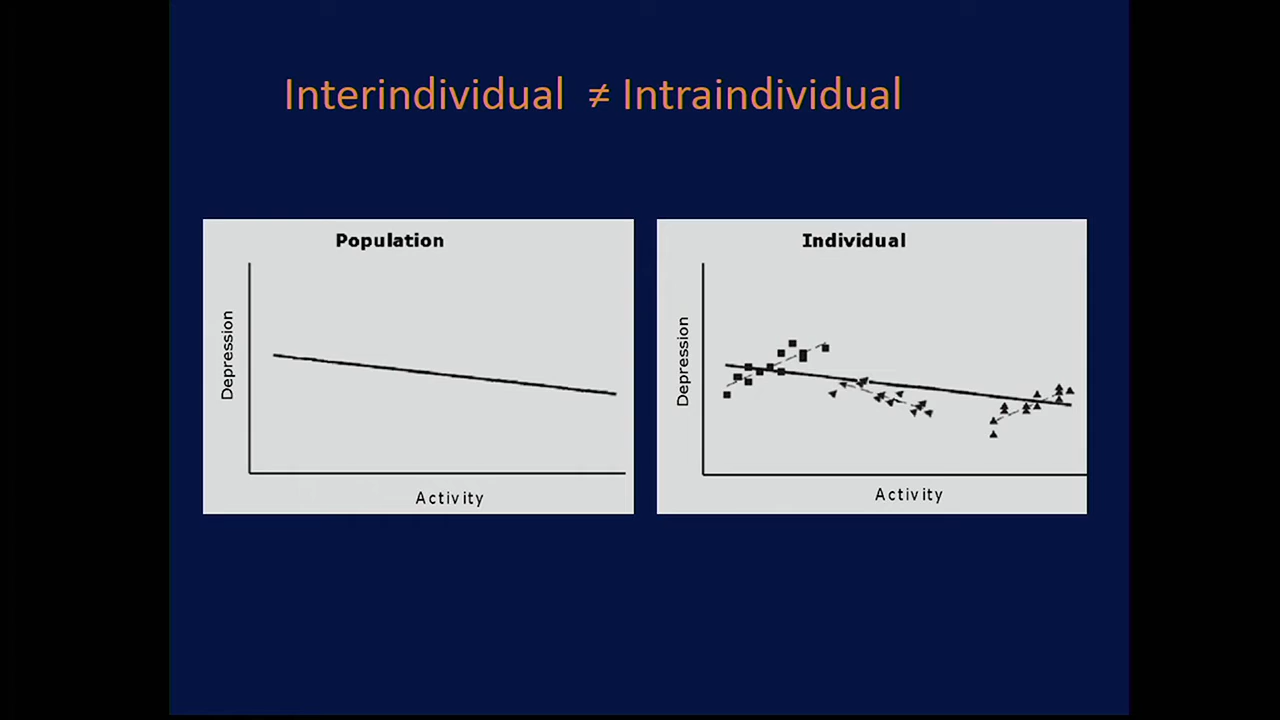 Interindividual ≠ Intraindividual
Population
Depression
Activity
Individual
Depression
Activity